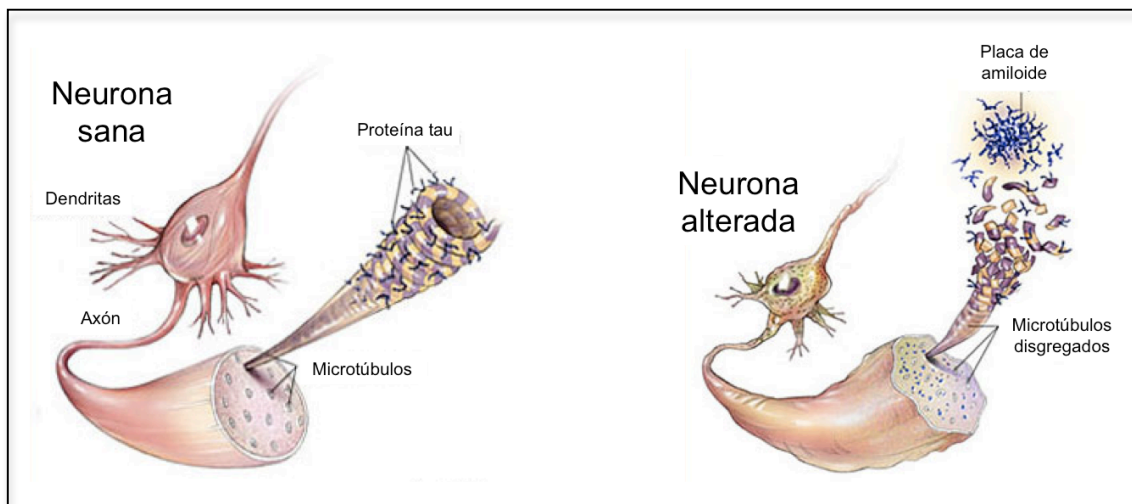 Neurona
sana
Proteína tau
Dendritas
Axón
Microtúbulos
Placa de
amiloide
Neurona
alterada
Microtúbulos
disgregados